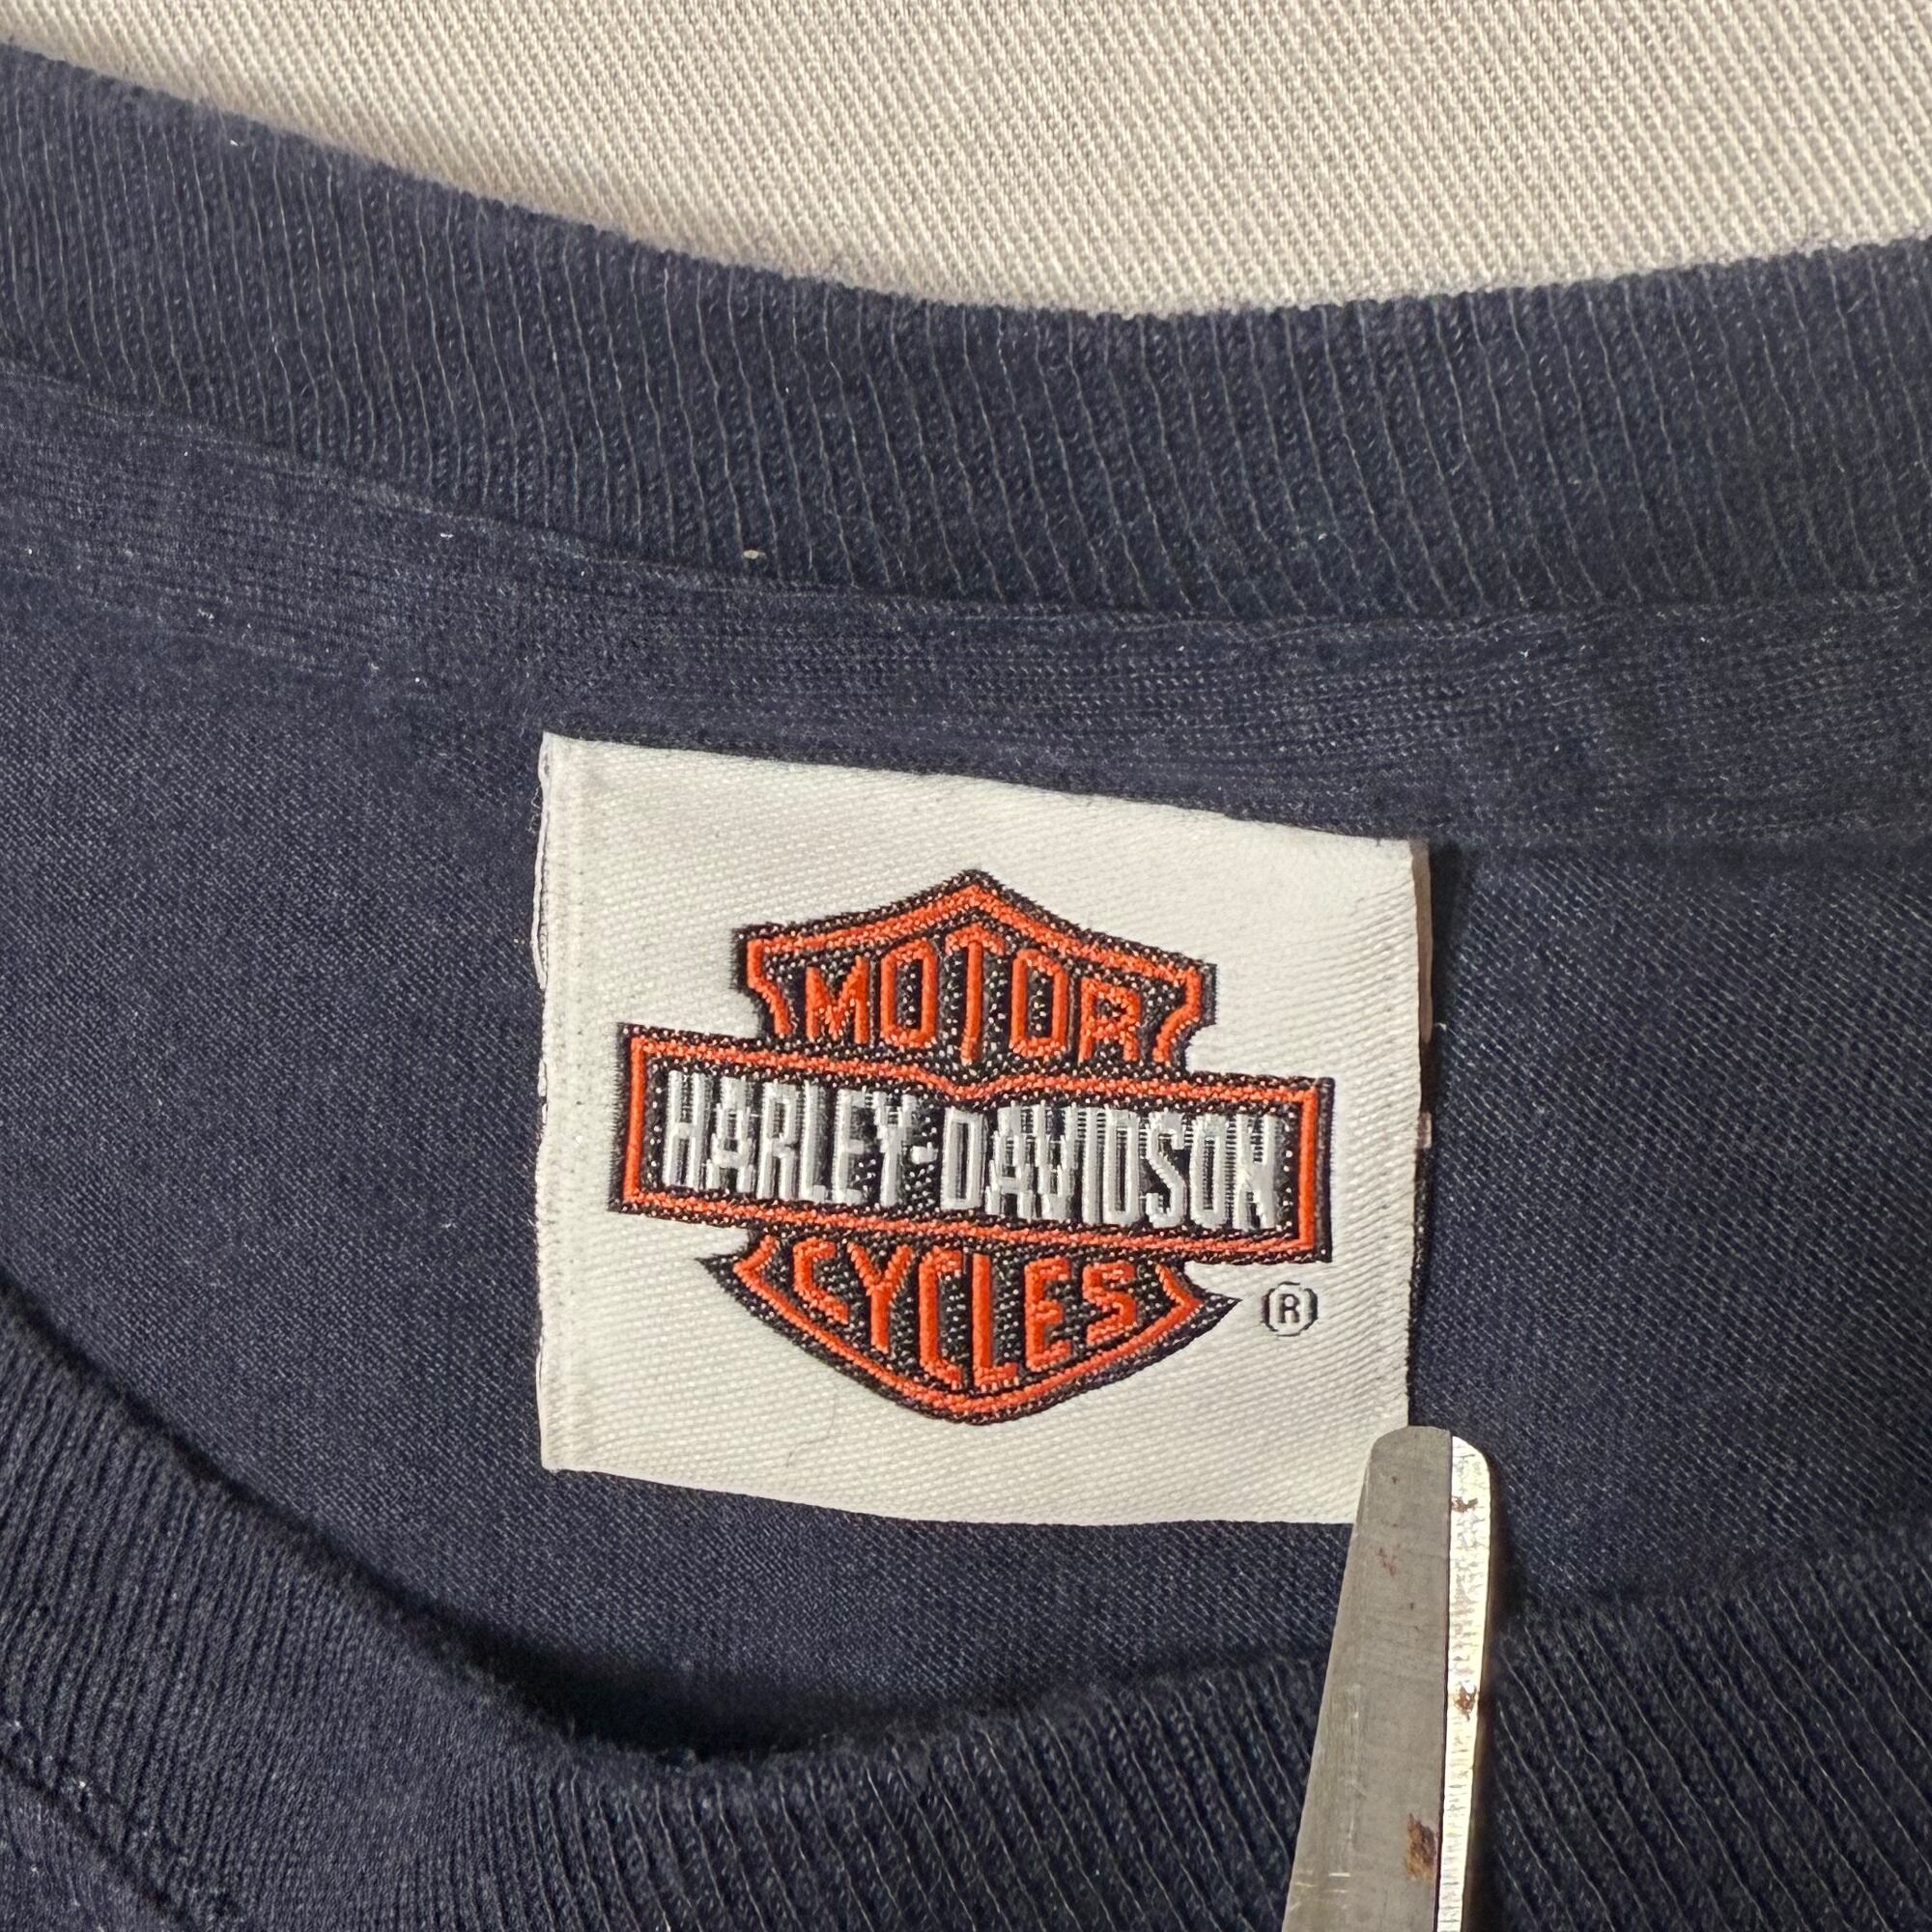 MOTOR
HARLEY-DAVIDSON
CYCLES
®